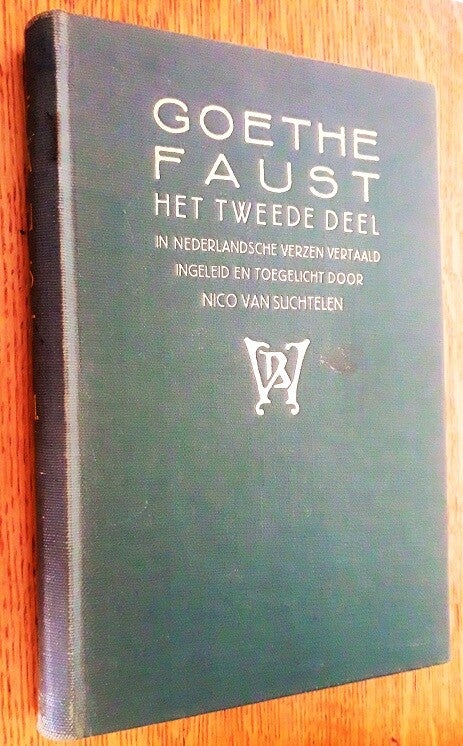 GOETHE
FAUST
HET TWEEDE DEEL
IN NEDERLANDSCHE VERZEN VERTAALD
INGELEID EN TOEGELICHT DOOR
NICO VAN SUCHTELEN